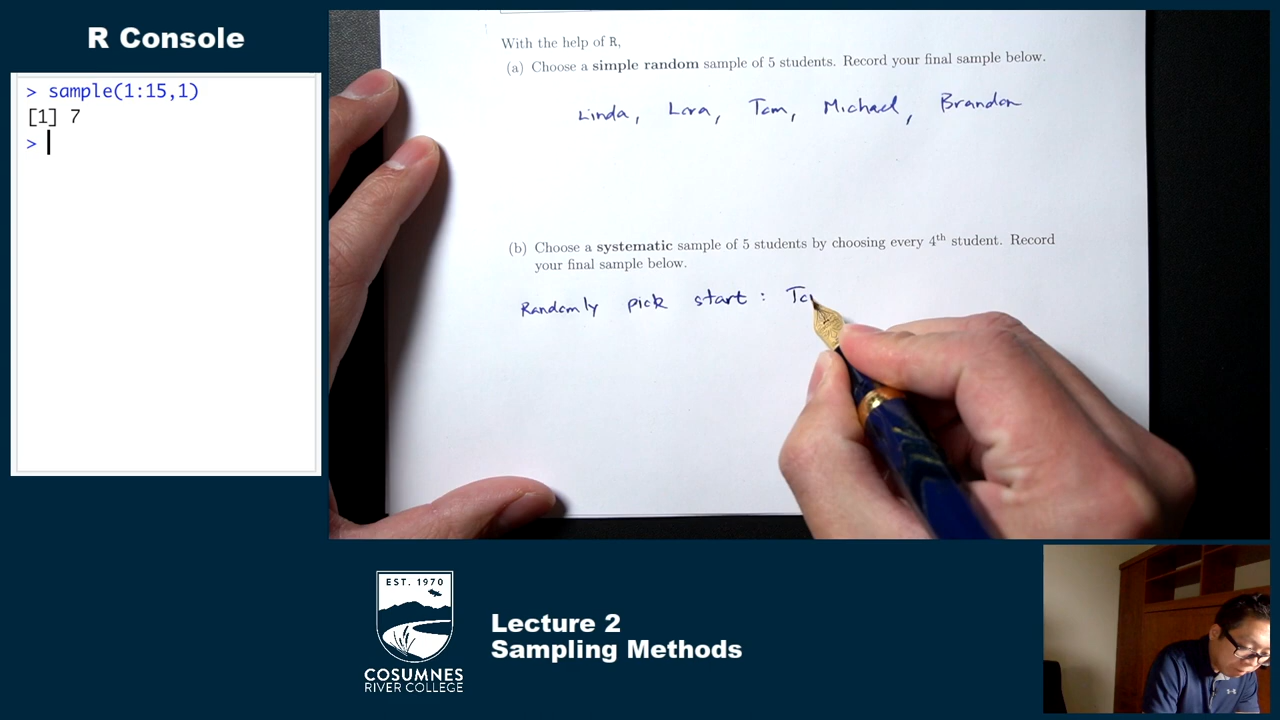 R Console
> sample(1:15,1)
[1] 7
>
With the help of R,
(a) Choose a simple random sample of 5 students. Record your final sample below.
Linda, Lora, Tom, Michael, Brandon
(b) Choose a systematic sample of 5 students by choosing every 4th student. Record
your final sample below.
Randomly pick start : To
EST. 1970
COSUMNES
RIVER COLLEGE
Lecture 2
Sampling Methods